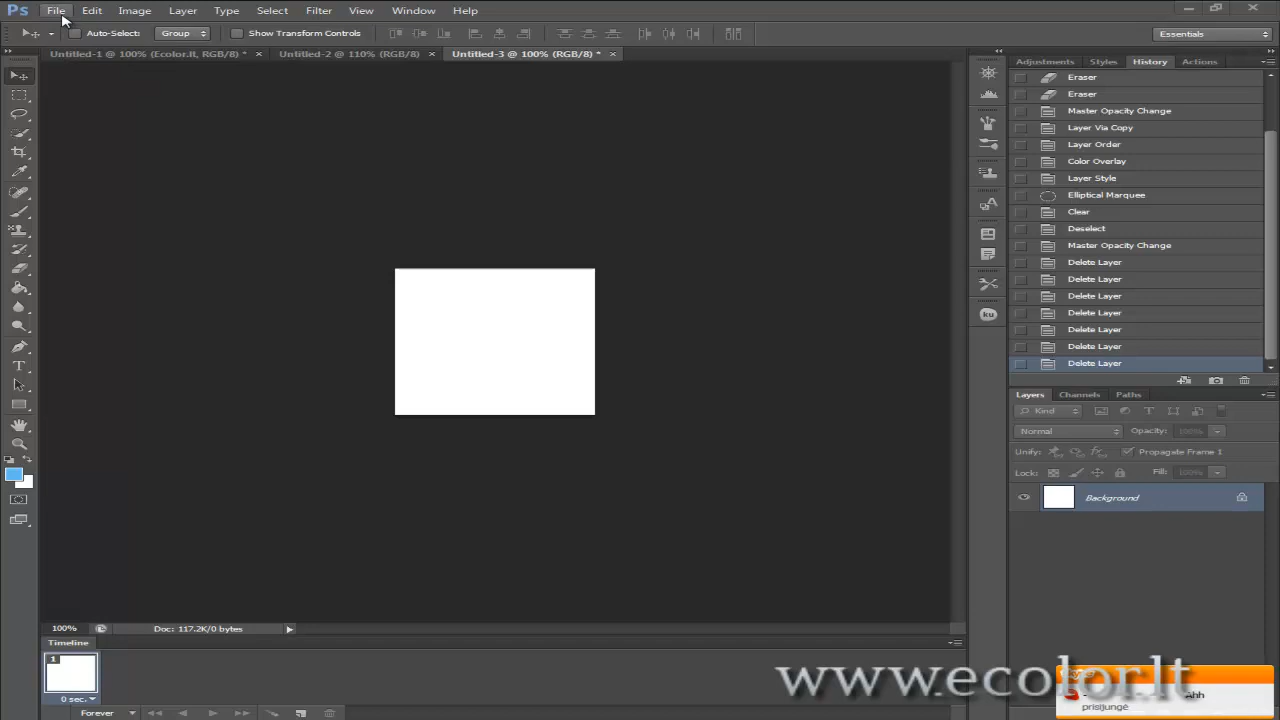 Ps File Edit Image Layer Type Select Filter View Window Help
Auto-Select: Group Show Transform Controls Essentials
Untitled-1 @ 100% (Ecolor.lt, RGB/8) * × Untitled-2 @ 110% (RGB/8) × Untitled-3 @ 100% (RGB/8) * ×
Adjustments Styles History Actions
Eraser
Eraser
Master Opacity Change
Layer Via Copy
Layer Order
Color Overlay
Layer Style
Elliptical Marquee
Clear
Deselect
Master Opacity Change
Delete Layer
Delete Layer
Delete Layer
Delete Layer
Delete Layer
Delete Layer
Delete Layer
Layers Channels Paths
Kind
Normal Opacity: 100%
Unify: Propagate Frame 1
Lock: Fill: 100%
Background
ku
100% Doc: 117.2K/0 bytes
Timeline
1
0 sec.
Forever
www.ecolor.lt
Ahh
prisijungė